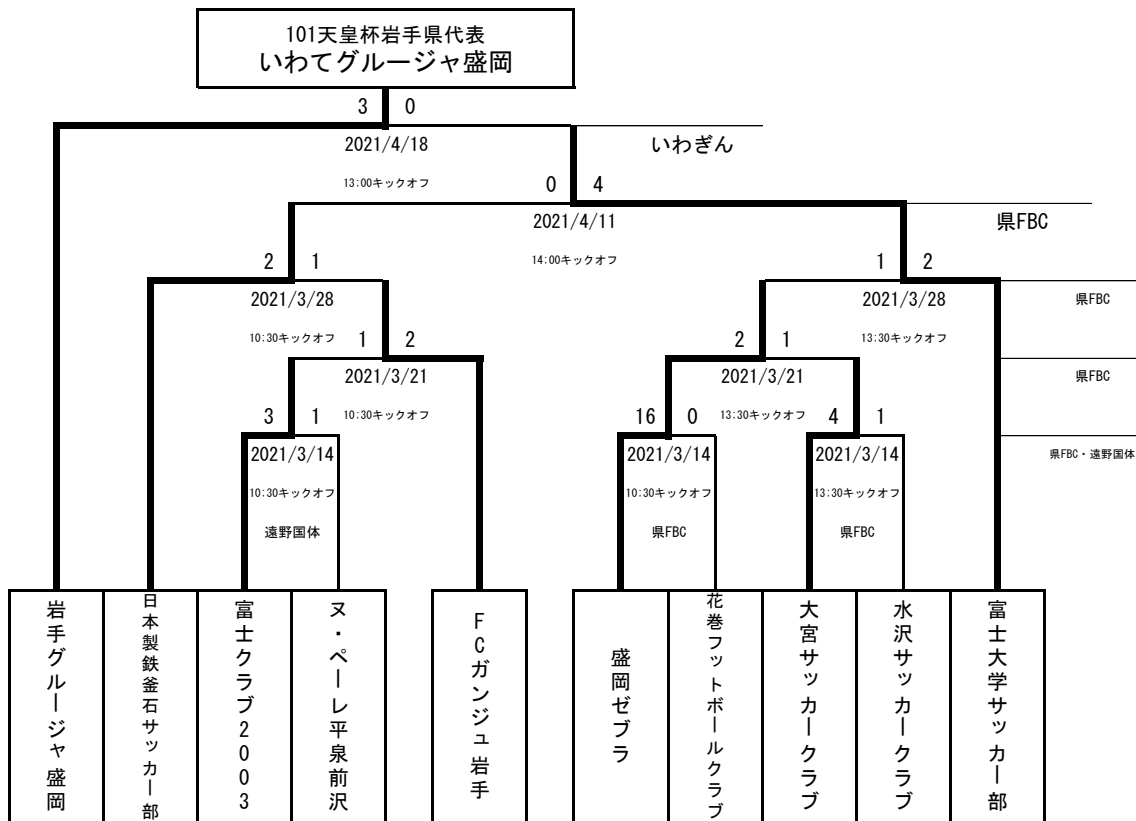 101天皇杯岩手県代表
いわてグルージャ盛岡
3 0
2021/4/18
いわぎん
13:00キックオフ
0 4
2021/4/11
県FBC
14:00キックオフ
2 1
1 2
2021/3/28
2021/3/28
県FBC
10:30キックオフ
13:30キックオフ
1 2
2 1
2021/3/21
2021/3/21
県FBC
10:30キックオフ
13:30キックオフ
3 1
16 0
4 1
2021/3/14
2021/3/14
2021/3/14
県FBC・遠野国体
10:30キックオフ
10:30キックオフ
13:30キックオフ
遠野国体
県FBC
県FBC
岩手グルージャ盛岡
日本製鉄釜石サッカー部
富士クラブ2003
ヌ・ペーレ平泉前沢
FCガンジュ岩手
盛岡ゼブラ
花巻フットボールクラブ
大宮サッカークラブ
水沢サッカークラブ
富士大学サッカー部